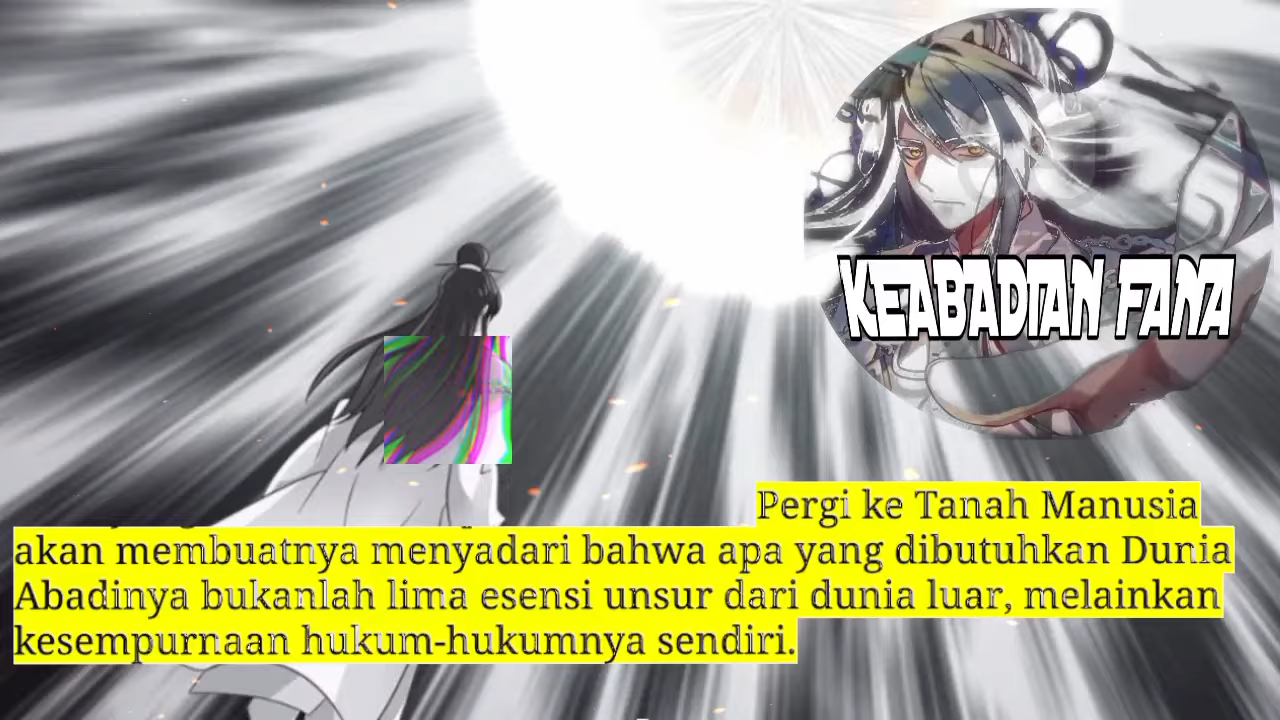 KEABADIAN FANA
Pergi ke Tanah Manusia
akan membuatnya menyadari bahwa apa yang dibutuhkan Dunia
Abadinya bukanlah lima esensi unsur dari dunia luar, melainkan
kesempurnaan hukum-hukumnya sendiri.